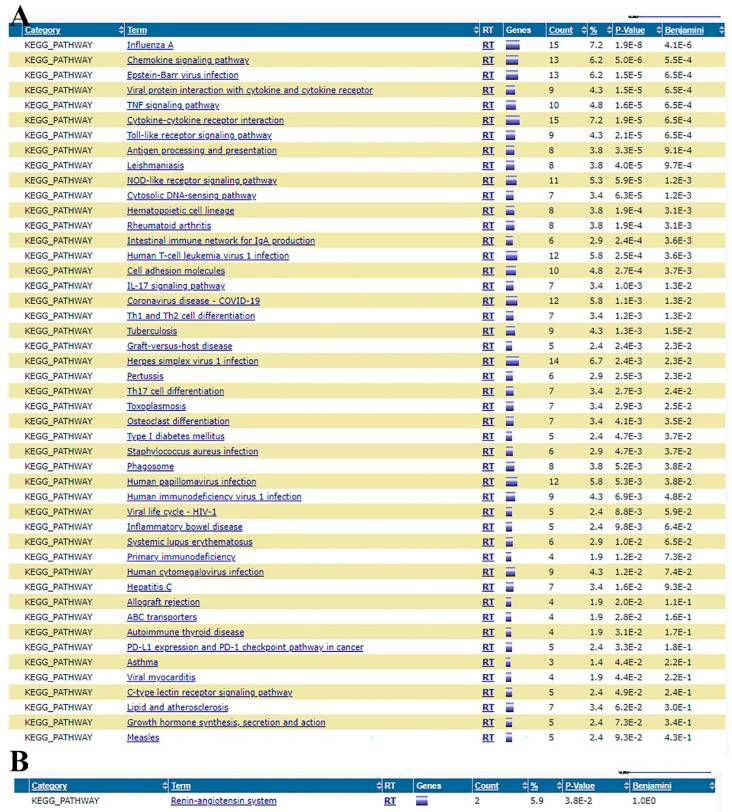 A
Category Term RT Genes Count % P-Value Benjamini
KEGG_PATHWAY Influenza A RT 15 7.2 1.9E-8 4.1E-6
KEGG_PATHWAY Chemokine signaling pathway RT 13 6.2 5.0E-6 5.5E-4
KEGG_PATHWAY Epstein-Barr virus infection RT 13 6.2 1.5E-5 6.5E-4
KEGG_PATHWAY Viral protein interaction with cytokine and cytokine receptor RT 9 4.3 1.5E-5 6.5E-4
KEGG_PATHWAY TNF signaling pathway RT 10 4.8 1.6E-5 6.5E-4
KEGG_PATHWAY Cytokine-cytokine receptor interaction RT 15 7.2 1.9E-5 6.5E-4
KEGG_PATHWAY Toll-like receptor signaling pathway RT 9 4.3 2.1E-5 6.5E-4
KEGG_PATHWAY Antigen processing and presentation RT 8 3.8 3.3E-5 9.1E-4
KEGG_PATHWAY Leishmaniasis RT 8 3.8 4.0E-5 9.7E-4
KEGG_PATHWAY NOD-like receptor signaling pathway RT 11 5.3 5.9E-5 1.2E-3
KEGG_PATHWAY Cytosolic DNA-sensing pathway RT 7 3.4 6.3E-5 1.2E-3
KEGG_PATHWAY Hematopoietic cell lineage RT 8 3.8 1.9E-4 3.1E-3
KEGG_PATHWAY Rheumatoid arthritis RT 8 3.8 1.9E-4 3.1E-3
KEGG_PATHWAY Intestinal immune network for IgA production RT 6 2.9 2.4E-4 3.6E-3
KEGG_PATHWAY Human T-cell leukemia virus 1 infection RT 12 5.8 2.5E-4 3.6E-3
KEGG_PATHWAY Cell adhesion molecules RT 10 4.8 2.7E-4 3.7E-3
KEGG_PATHWAY IL-17 signaling pathway RT 7 3.4 1.0E-3 1.3E-2
KEGG_PATHWAY Coronavirus disease - COVID-19 RT 12 5.8 1.1E-3 1.3E-2
KEGG_PATHWAY Th1 and Th2 cell differentiation RT 7 3.4 1.2E-3 1.3E-2
KEGG_PATHWAY Tuberculosis RT 9 4.3 1.3E-3 1.5E-2
KEGG_PATHWAY Graft-versus-host disease RT 5 2.4 2.4E-3 2.3E-2
KEGG_PATHWAY Herpes simplex virus 1 infection RT 14 6.7 2.4E-3 2.3E-2
KEGG_PATHWAY Pertussis RT 6 2.9 2.5E-3 2.3E-2
KEGG_PATHWAY Th17 cell differentiation RT 7 3.4 2.7E-3 2.4E-2
KEGG_PATHWAY Toxoplasmosis RT 7 3.4 2.9E-3 2.5E-2
KEGG_PATHWAY Osteoclast differentiation RT 7 3.4 4.1E-3 3.5E-2
KEGG_PATHWAY Type I diabetes mellitus RT 5 2.4 4.7E-3 3.7E-2
KEGG_PATHWAY Staphylococcus aureus infection RT 6 2.9 4.7E-3 3.7E-2
KEGG_PATHWAY Phagosome RT 8 3.8 5.2E-3 3.8E-2
KEGG_PATHWAY Human papillomavirus infection RT 12 5.8 5.3E-3 3.8E-2
KEGG_PATHWAY Human immunodeficiency virus 1 infection RT 9 4.3 6.9E-3 4.8E-2
KEGG_PATHWAY Viral life cycle - HIV-1 RT 5 2.4 8.8E-3 5.9E-2
KEGG_PATHWAY Inflammatory bowel disease RT 5 2.4 9.8E-3 6.4E-2
KEGG_PATHWAY Systemic lupus erythematosus RT 6 2.9 1.0E-2 6.5E-2
KEGG_PATHWAY Primary immunodeficiency RT 4 1.9 1.2E-2 7.3E-2
KEGG_PATHWAY Human cytomegalovirus infection RT 9 4.3 1.2E-2 7.4E-2
KEGG_PATHWAY Hepatitis C RT 7 3.4 1.6E-2 9.3E-2
KEGG_PATHWAY Allograft rejection RT 4 1.9 2.0E-2 1.1E-1
KEGG_PATHWAY ABC transporters RT 4 1.9 2.8E-2 1.6E-1
KEGG_PATHWAY Autoimmune thyroid disease RT 4 1.9 3.1E-2 1.7E-1
KEGG_PATHWAY PD-L1 expression and PD-1 checkpoint pathway in cancer RT 5 2.4 3.3E-2 1.8E-1
KEGG_PATHWAY Asthma RT 3 1.4 4.4E-2 2.2E-1
KEGG_PATHWAY Viral myocarditis RT 4 1.9 4.4E-2 2.2E-1
KEGG_PATHWAY C-type lectin receptor signaling pathway RT 5 2.4 4.9E-2 2.4E-1
KEGG_PATHWAY Lipid and atherosclerosis RT 7 3.4 6.2E-2 3.0E-1
KEGG_PATHWAY Growth hormone synthesis, secretion and action RT 5 2.4 7.3E-2 3.4E-1
KEGG_PATHWAY Measles RT 5 2.4 9.3E-2 4.3E-1
B
Category Term RT Genes Count % P-Value Benjamini
KEGG_PATHWAY Renin-angiotensin system RT 2 5.9 3.8E-2 1.0E0